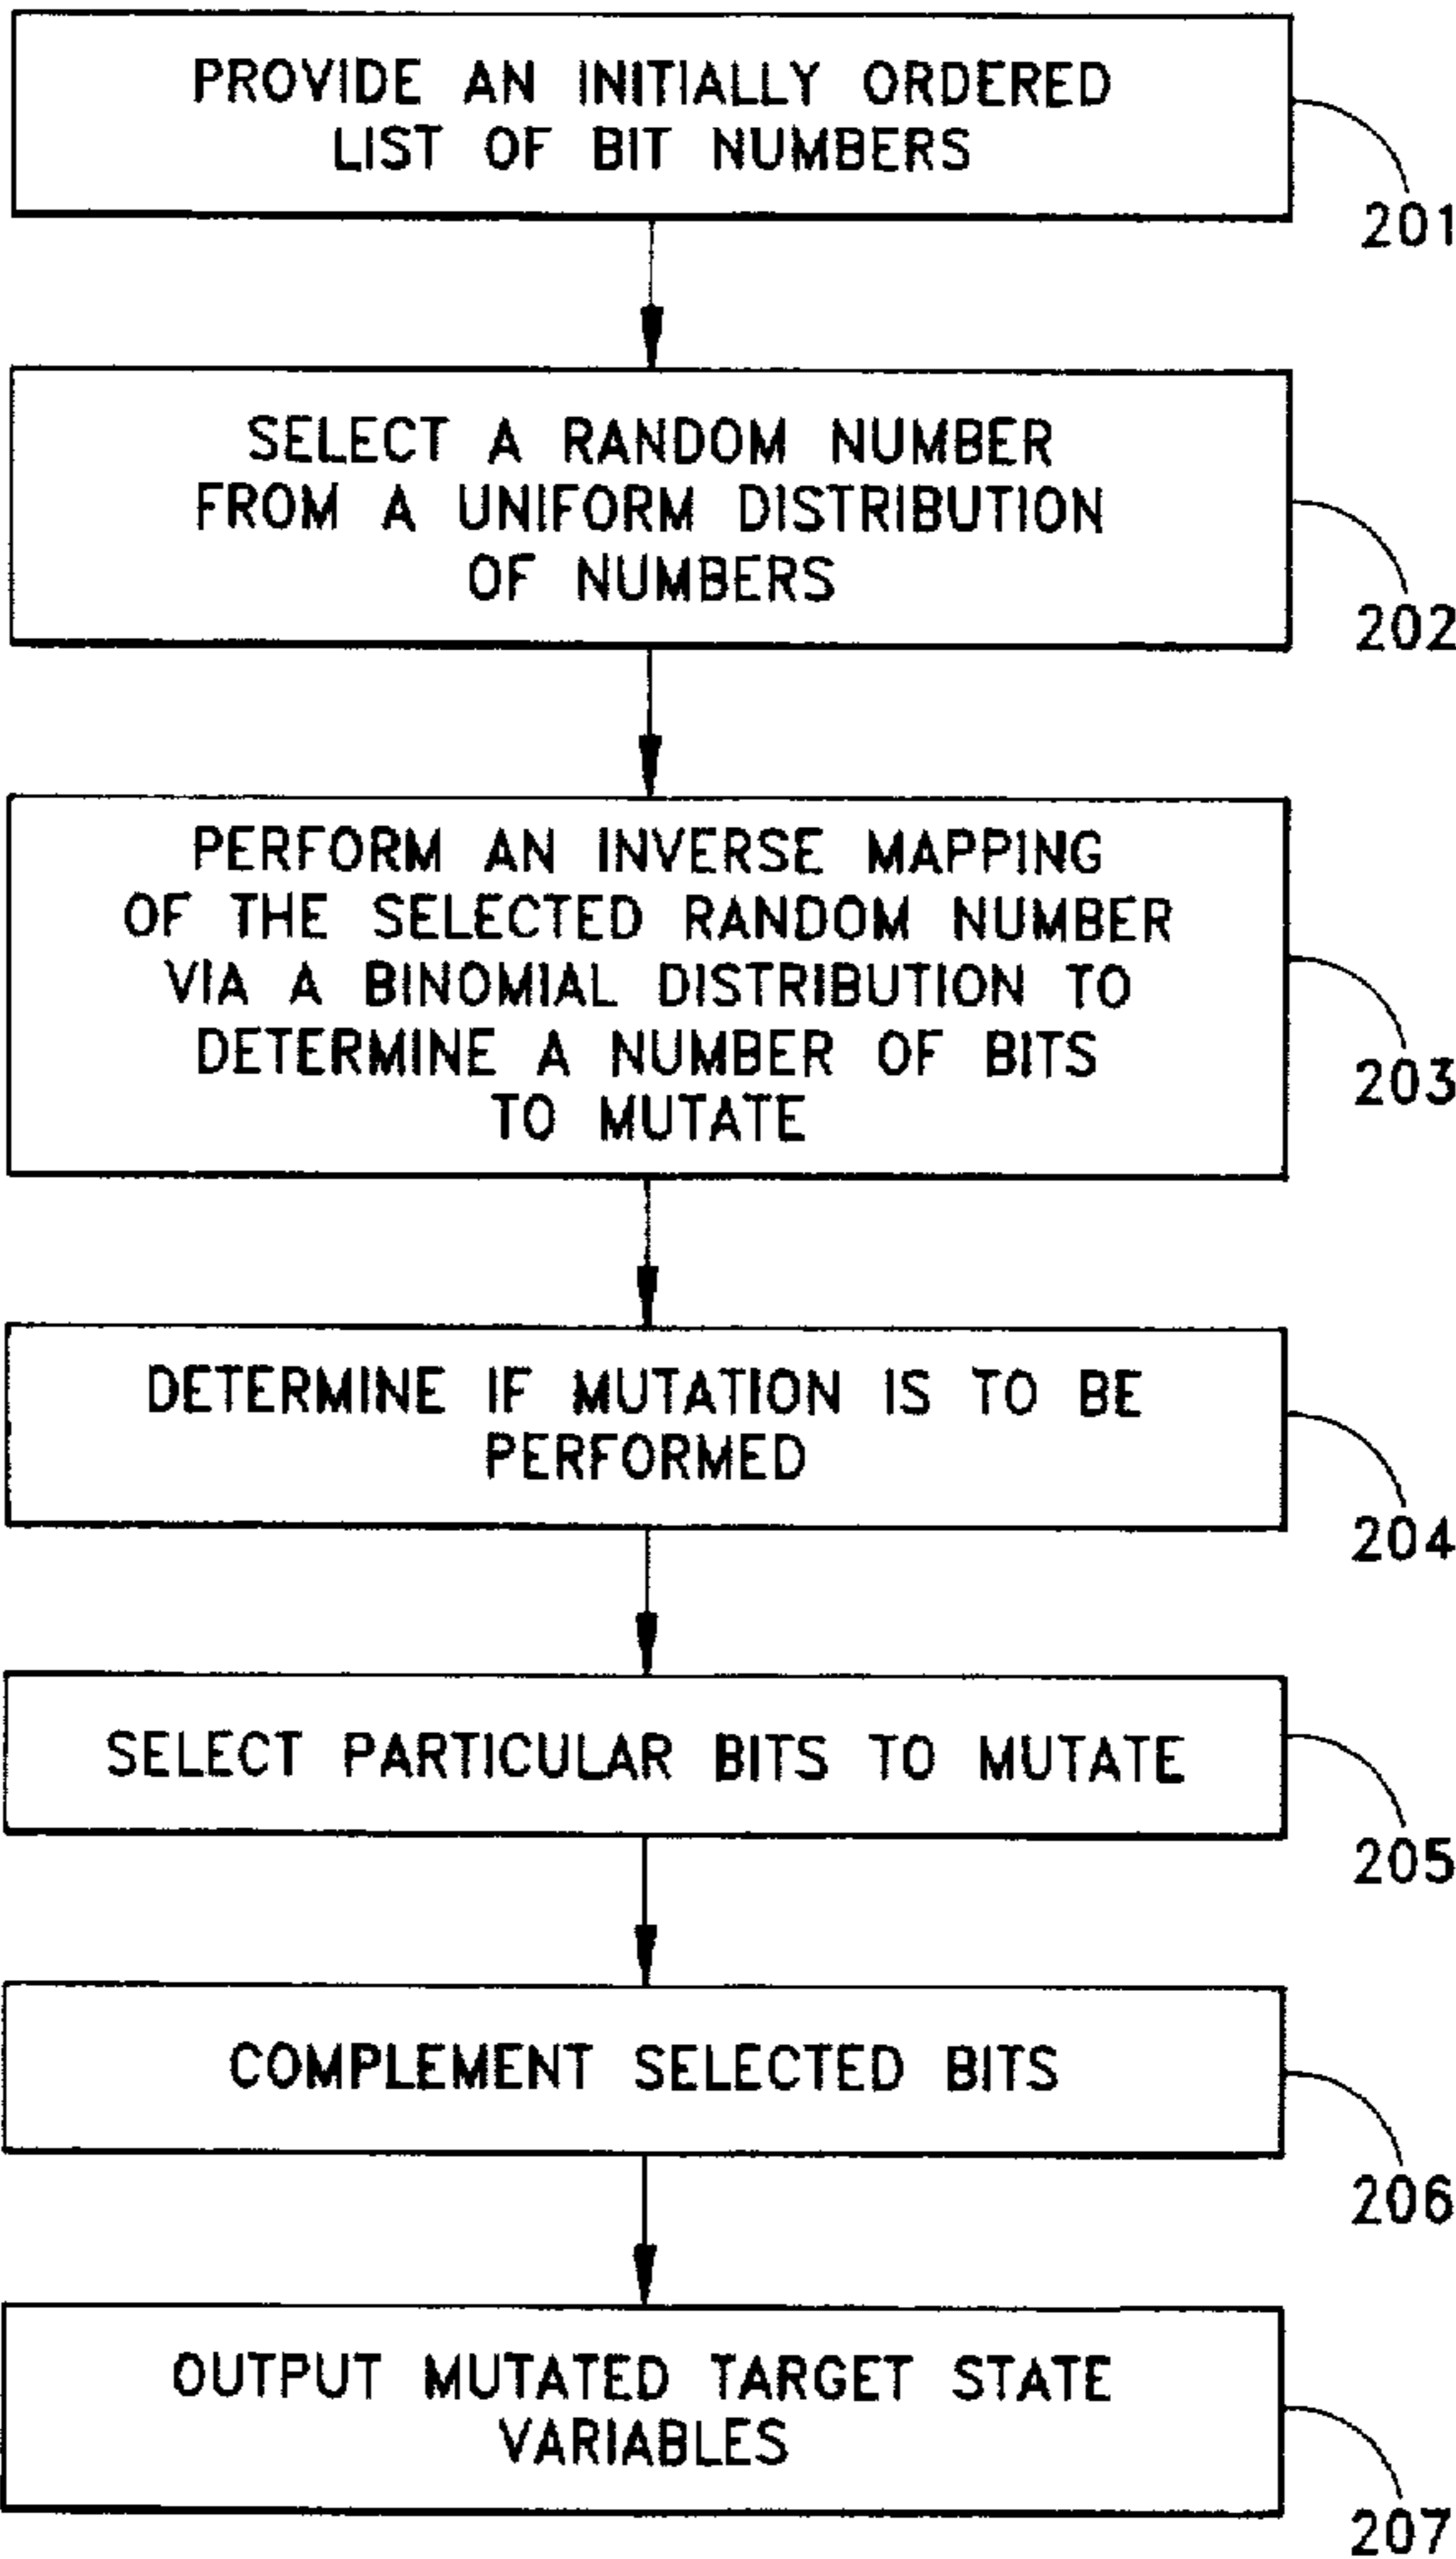 PROVIDE AN INITIALLY ORDERED
LIST OF BIT NUMBERS
201
SELECT A RANDOM NUMBER
FROM A UNIFORM DISTRIBUTION
OF NUMBERS
202
PERFORM AN INVERSE MAPPING
OF THE SELECTED RANDOM NUMBER
VIA A BINOMIAL DISTRIBUTION TO
DETERMINE A NUMBER OF BITS
TO MUTATE
203
DETERMINE IF MUTATION IS TO BE
PERFORMED
204
SELECT PARTICULAR BITS TO MUTATE
205
COMPLEMENT SELECTED BITS
206
OUTPUT MUTATED TARGET STATE
VARIABLES
207